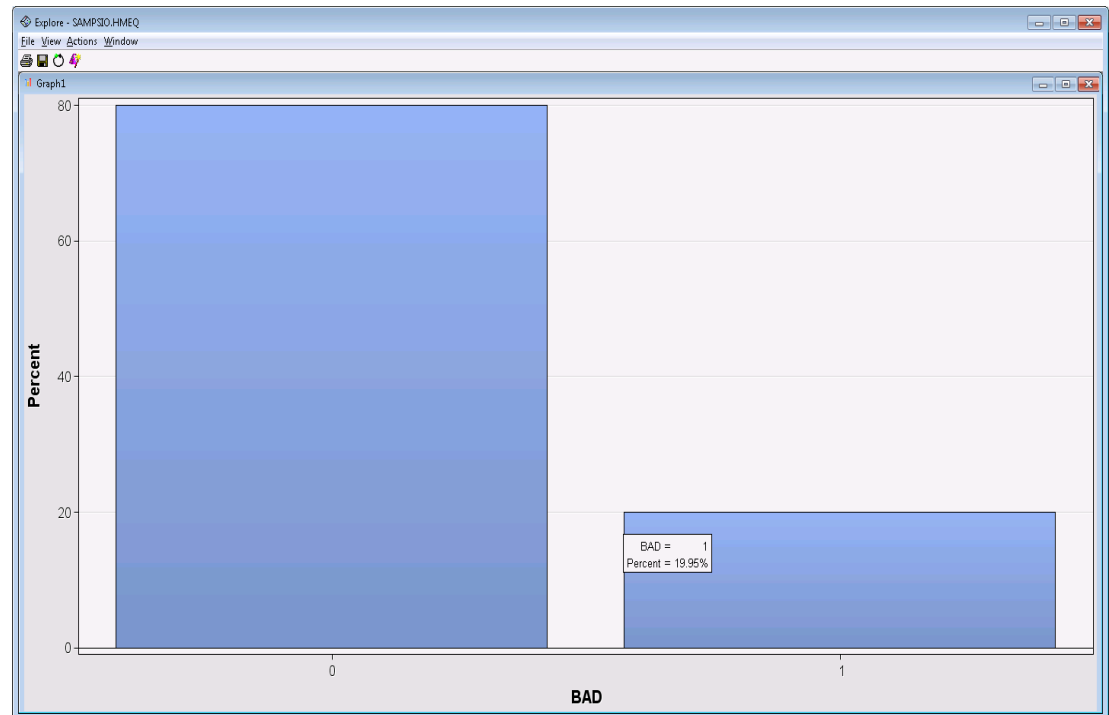 Explore - SAMPSIO.HMEQ
File View Actions Window
Graph1
80
60
40
20
0
Percent
BAD = 1
Percent = 19.95%
0
1
BAD